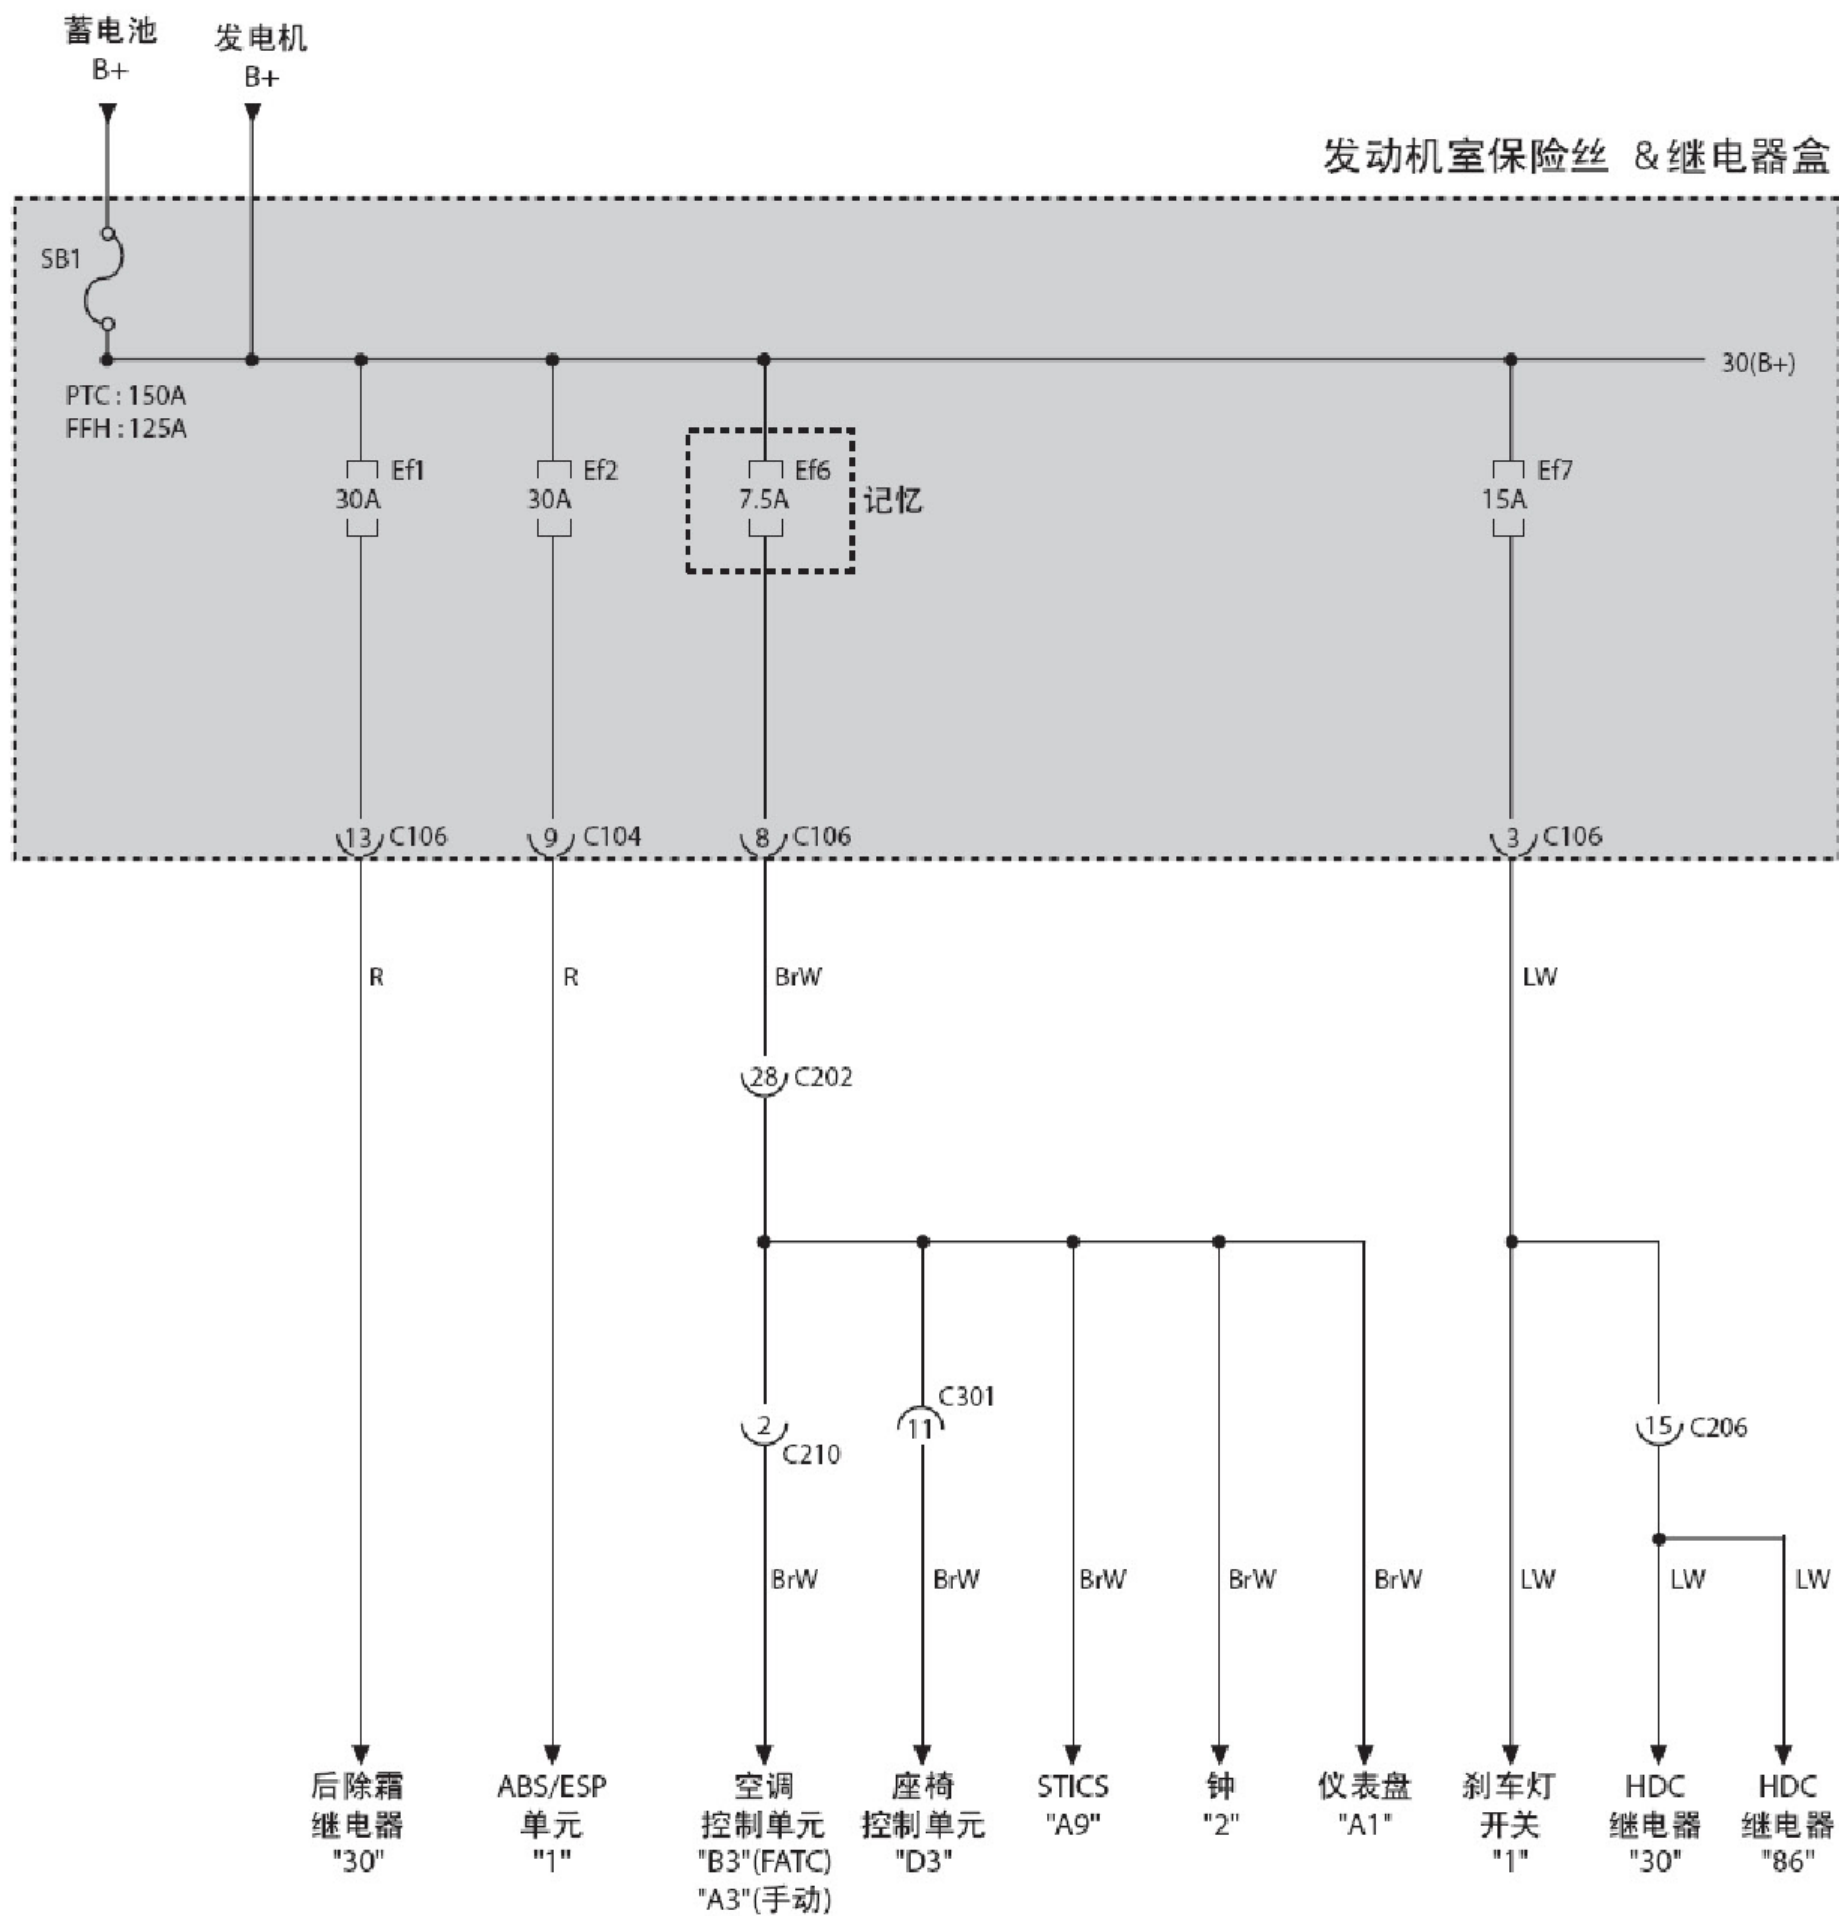 蓄电池
B+
发电机
B+
发动机室保险丝 &继电器盒
SB1
30(B+)
PTC : 150A
FFH : 125A
Ef1
30A
Ef2
30A
Ef6
7.5A
记忆
Ef7
15A
13 C106
9 C104
8 C106
3 C106
R
R
BrW
LW
28 C202
2
C210
C301
11
15 C206
BrW
BrW
BrW
BrW
BrW
LW
LW
LW
后除霜
继电器
"30"
ABS/ESP
单元
"1"
空调
控制单元
"B3"(FATC)
"A3"(手动)
座椅
控制单元
"D3"
STICS
"A9"
钟
"2"
仪表盘
"A1"
刹车灯
开关
"1"
HDC
继电器
"30"
HDC
继电器
"86"